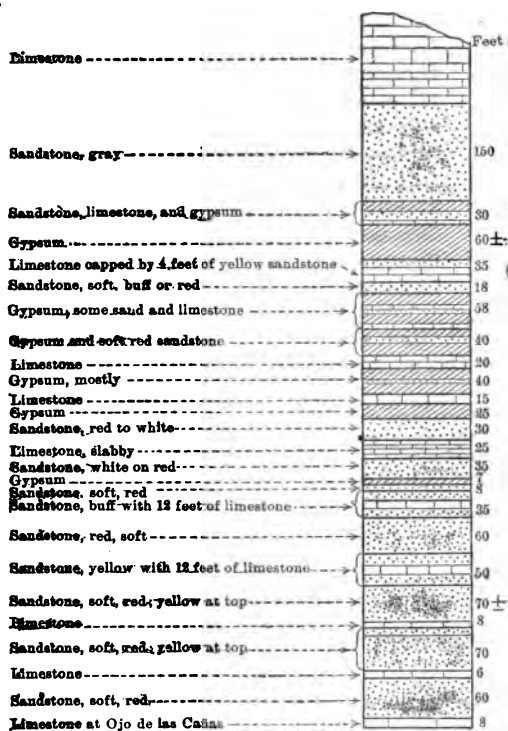 Feet
Limestone
Sandstone, gray 150
Sandstone, limestone, and gypsum 30
Gypsum 60±
Limestone capped by 4 feet of yellow sandstone 35
Sandstone, soft, buff or red 18
Gypsum, some sand and limestone 58
Gypsum and soft red sandstone 40
Limestone 20
Gypsum, mostly 40
Limestone 15
Gypsum 25
Sandstone, red to white 30
Limestone, slabby 25
Sandstone, white on red 35
Gypsum
Sandstone, soft, red
Sandstone, buff with 12 feet of limestone 35
Sandstone, red, soft 60
Sandstone, yellow with 12 feet of limestone 50
Sandstone, soft, red; yellow at top 70±
Limestone 8
Sandstone, soft, red; yellow at top 70
Limestone 6
Sandstone, soft, red 60
Limestone at Ojo de las Cañas 8